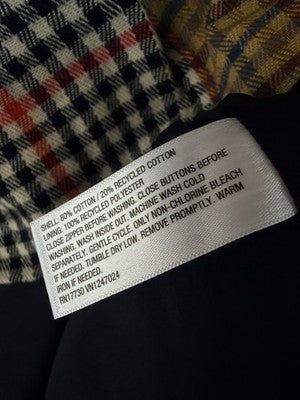 SHELL: 80% COTTON / 20% RECYCLED COTTON
LINING: 100% RECYCLED POLYESTER
CLOSE ZIPPER BEFORE WASHING. CLOSE BUTTONS BEFORE
WASHING. WASH INSIDE OUT. MACHINE WASH COLD
SEPARATELY. GENTLE CYCLE. ONLY NON-CHLORINE BLEACH
IF NEEDED. TUMBLE DRY LOW. REMOVE PROMPTLY. WARM
IRON IF NEEDED.
RN17730 VN1247024